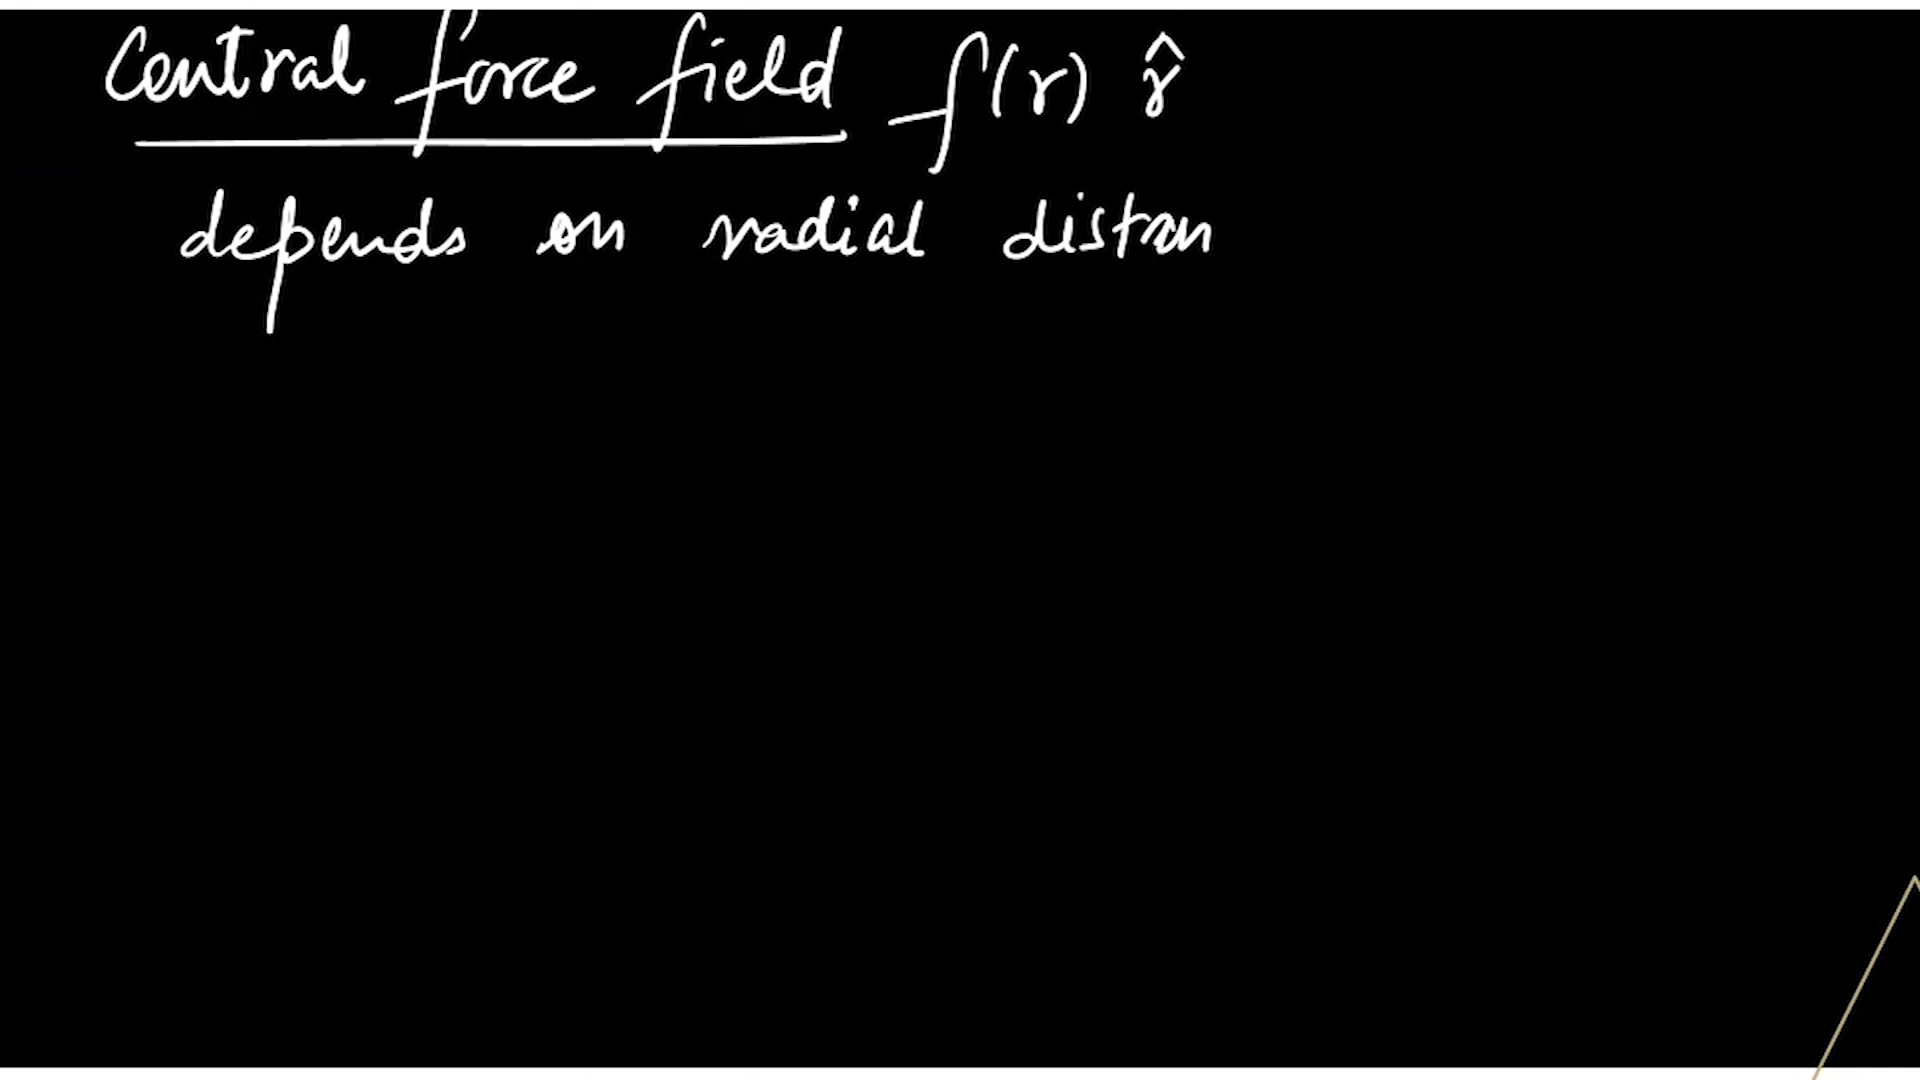 Central force field f(r) r̂
depends on radial distan